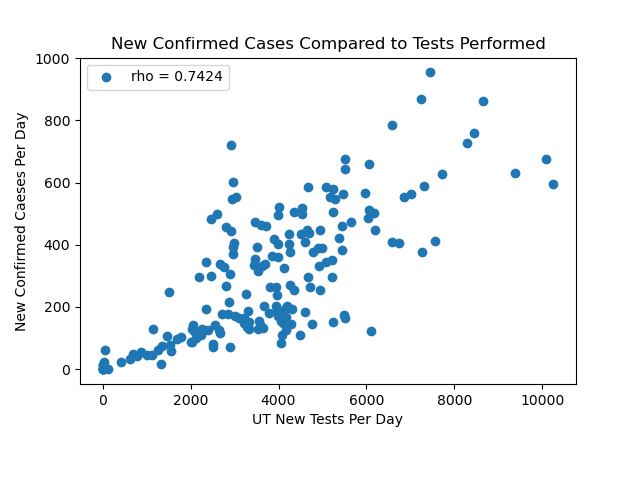 New Confirmed Cases Compared to Tests Performed
rho = 0.7424
1000
800
600
400
200
0
New Confirmed Caeses Per Day
0 2000 4000 6000 8000 10000
UT New Tests Per Day